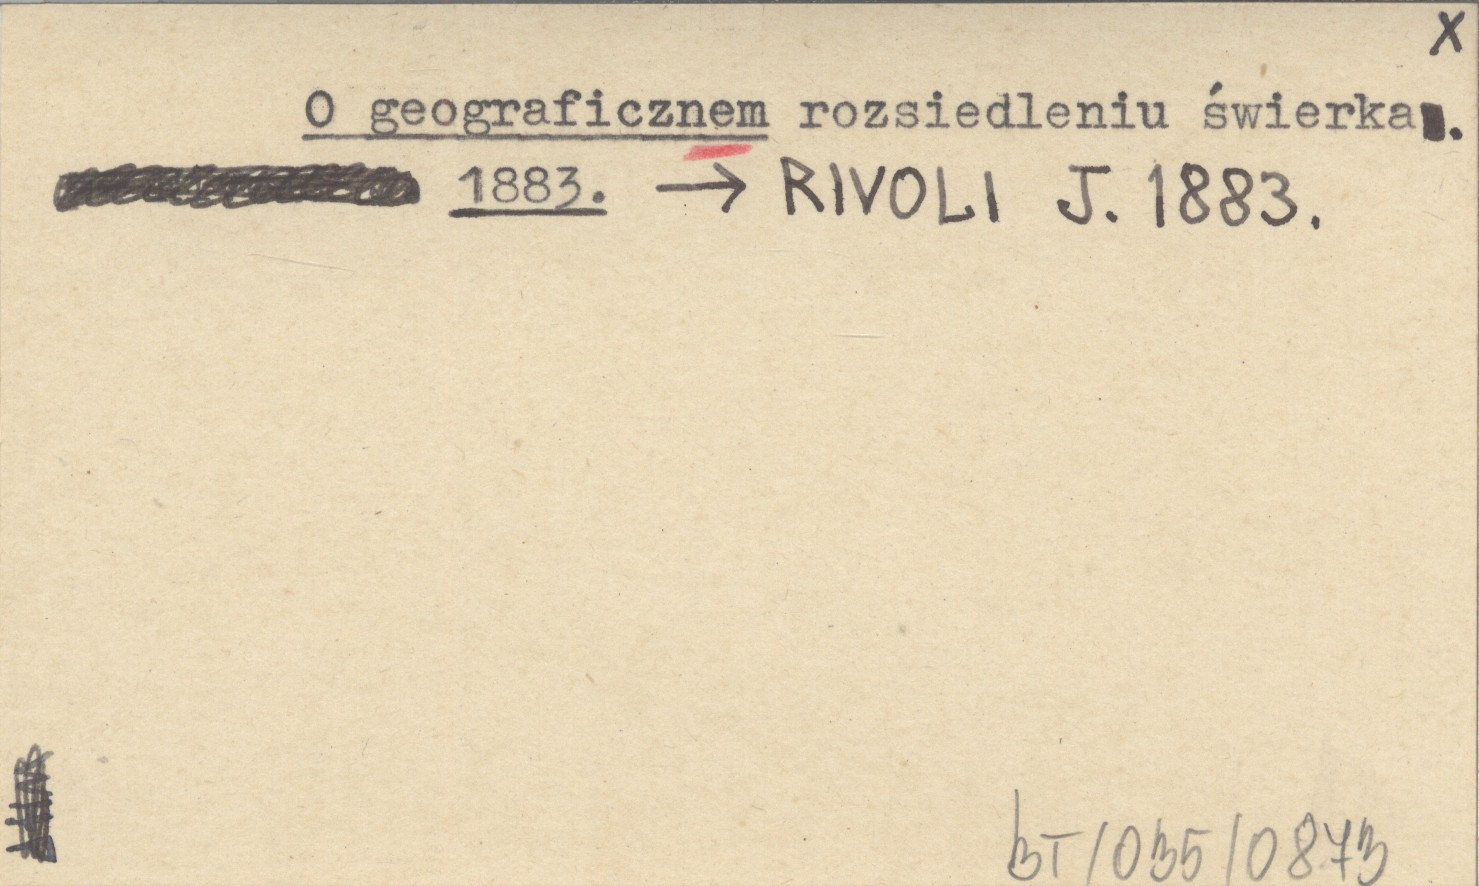 X
O geograficznem rozsiedleniu świerka.
1883. → RIVOLI J. 1883.
BT/035/0873